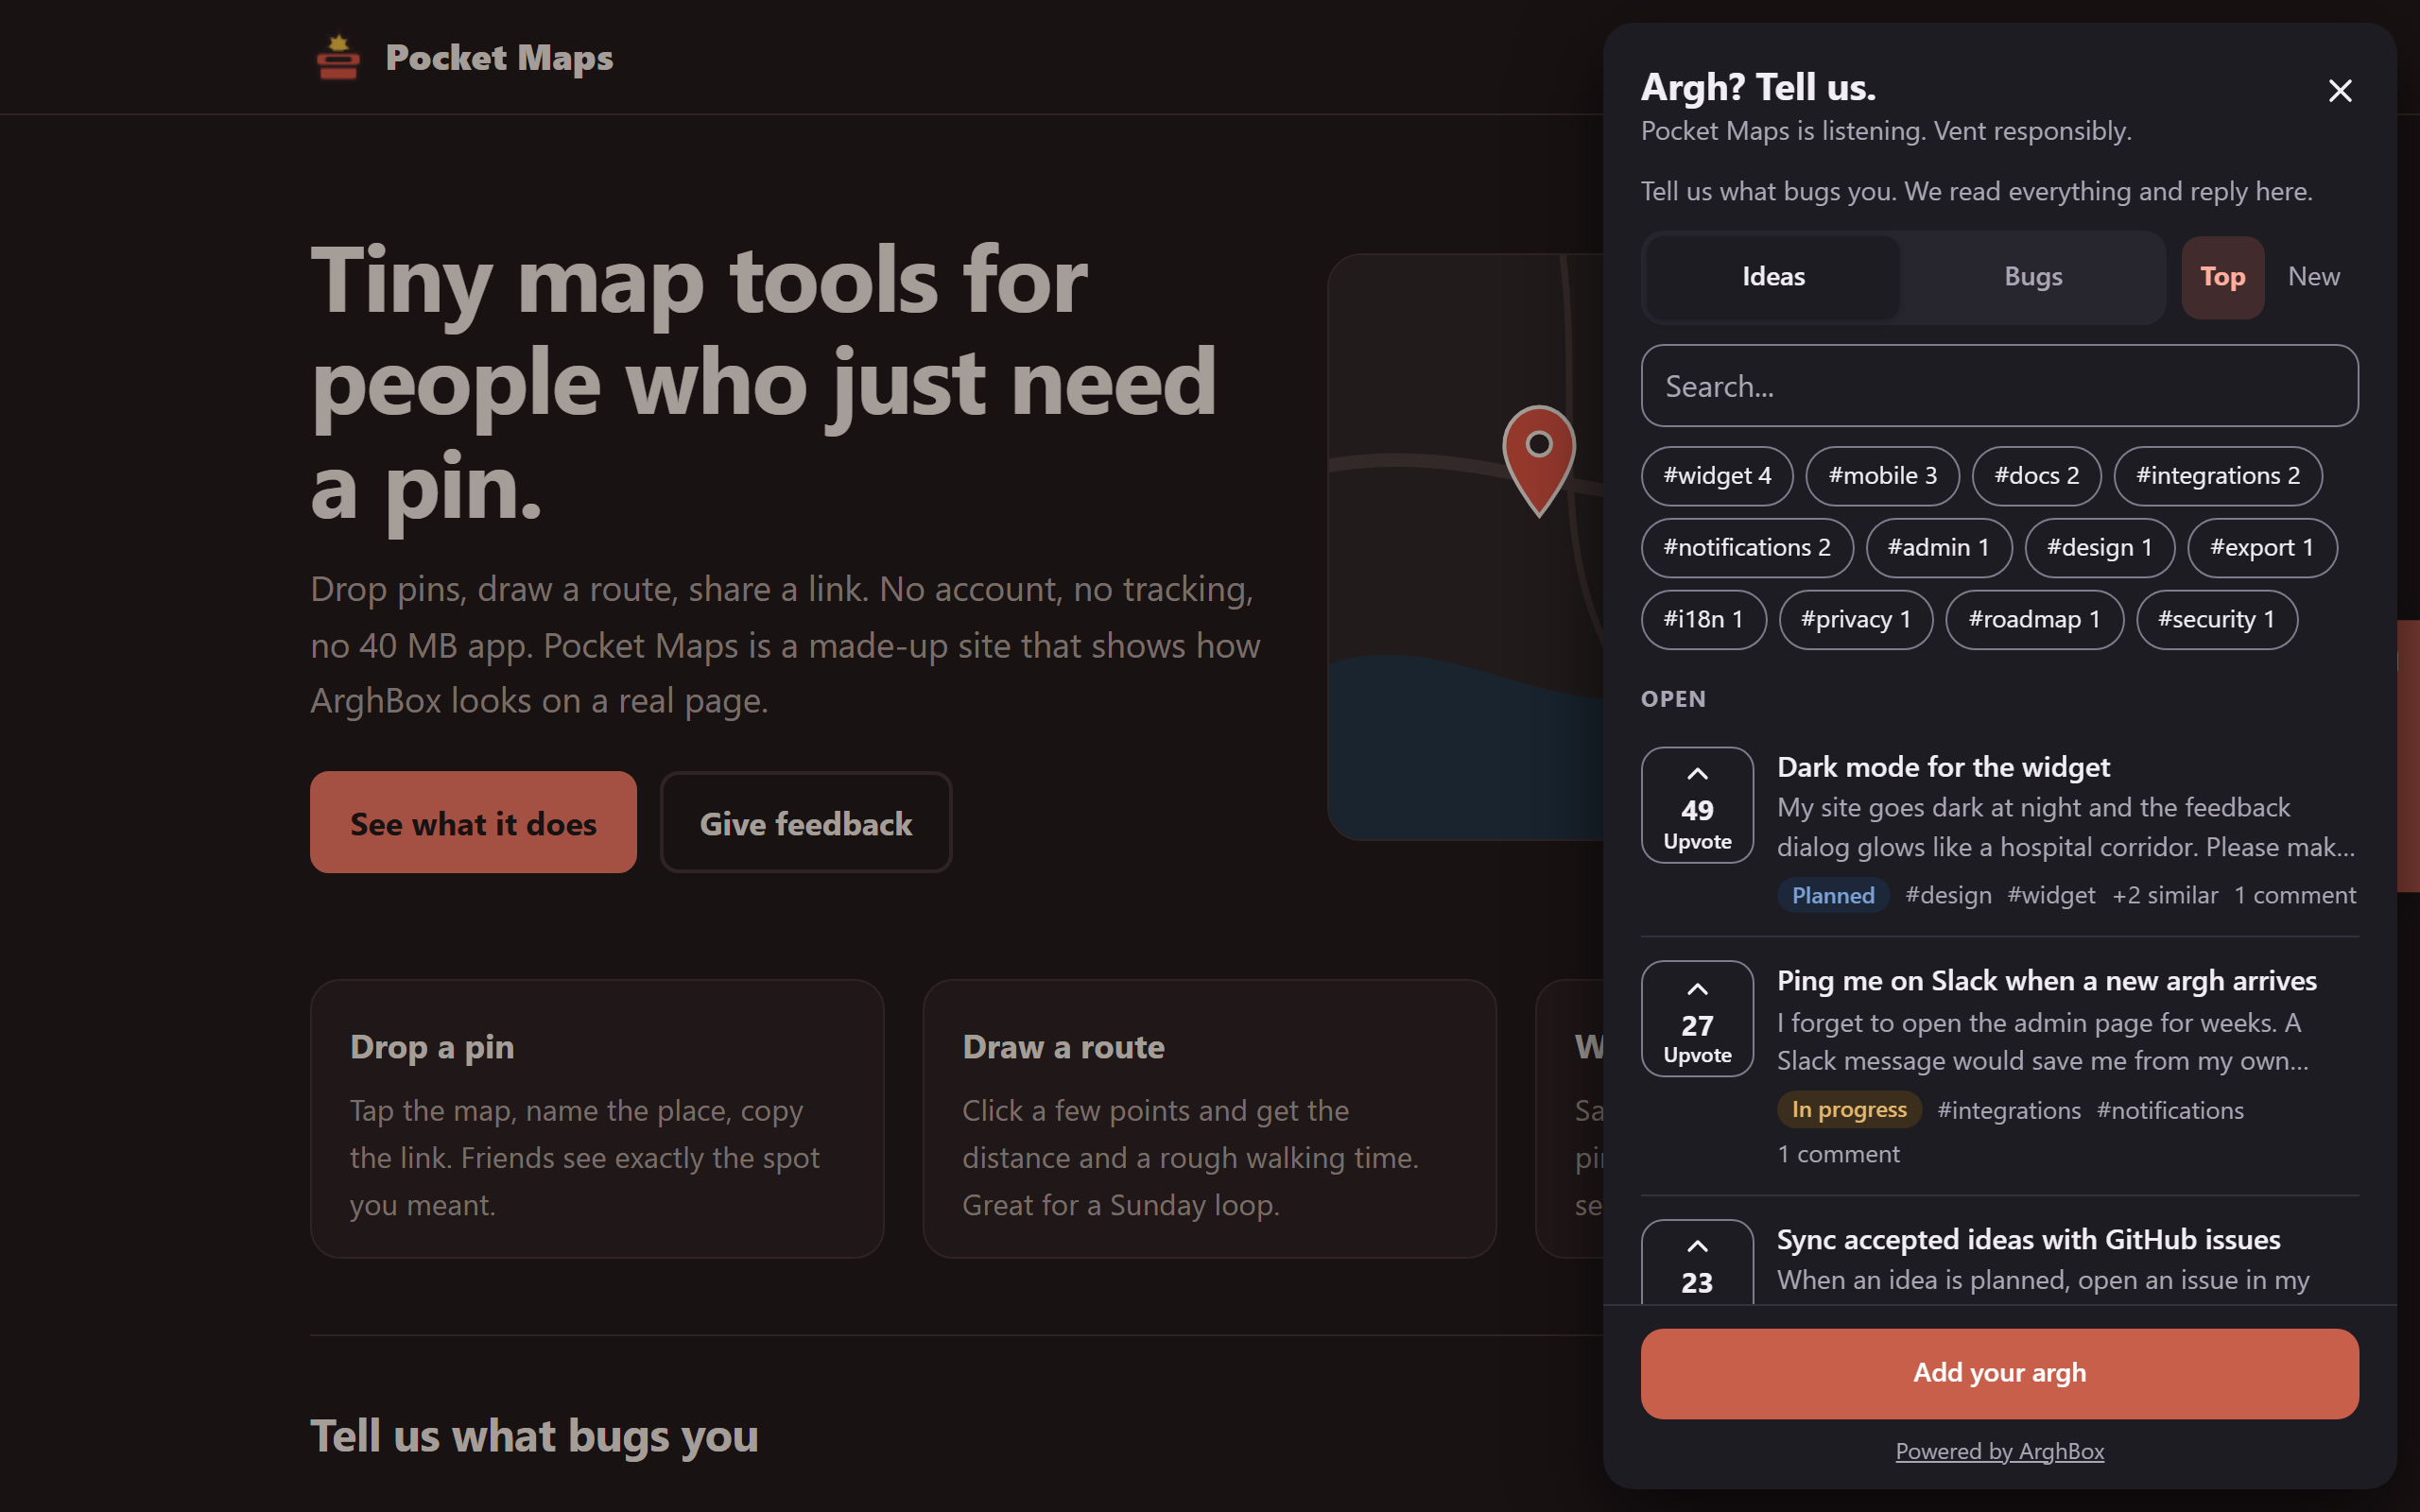 Pocket Maps
Tiny map tools for
people who just need
a pin.
Drop pins, draw a route, share a link. No account, no tracking,
no 40 MB app. Pocket Maps is a made-up site that shows how
ArghBox looks on a real page.
See what it does
Give feedback
Drop a pin
Tap the map, name the place, copy
the link. Friends see exactly the spot
you meant.
Draw a route
Click a few points and get the
distance and a rough walking time.
Great for a Sunday loop.
Tell us what bugs you
Argh? Tell us.
Pocket Maps is listening. Vent responsibly.
Tell us what bugs you. We read everything and reply here.
Ideas
Bugs
Top
New
Search...
#widget 4
#mobile 3
#docs 2
#integrations 2
#notifications 2
#admin 1
#design 1
#export 1
#i18n 1
#privacy 1
#roadmap 1
#security 1
OPEN
49
Upvote
Dark mode for the widget
My site goes dark at night and the feedback
dialog glows like a hospital corridor. Please mak...
Planned #design #widget +2 similar 1 comment
27
Upvote
Ping me on Slack when a new argh arrives
I forget to open the admin page for weeks. A
Slack message would save me from my own...
In progress #integrations #notifications
1 comment
23
Sync accepted ideas with GitHub issues
When an idea is planned, open an issue in my
Add your argh
Powered by ArghBox